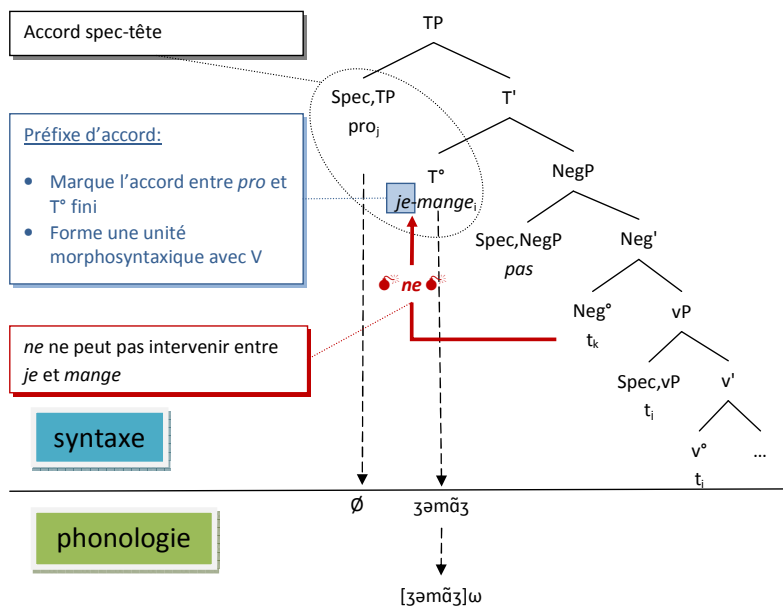 Accord spec-tête
TP
Spec,TP
T'
proⱼ
Préfixe d'accord:
• Marque l'accord entre pro et
T° fini
• Forme une unité
morphosyntaxique avec V
T°
NegP
je-mangeᵢ
Spec,NegP
Neg'
pas
ne
Neg°
vP
tₖ
ne ne peut pas intervenir entre
je et mange
Spec,vP
v'
tᵢ
syntaxe
v°
...
tᵢ
Ø
ʒəmɑ̃ʒ
phonologie
[ʒəmɑ̃ʒ]ω